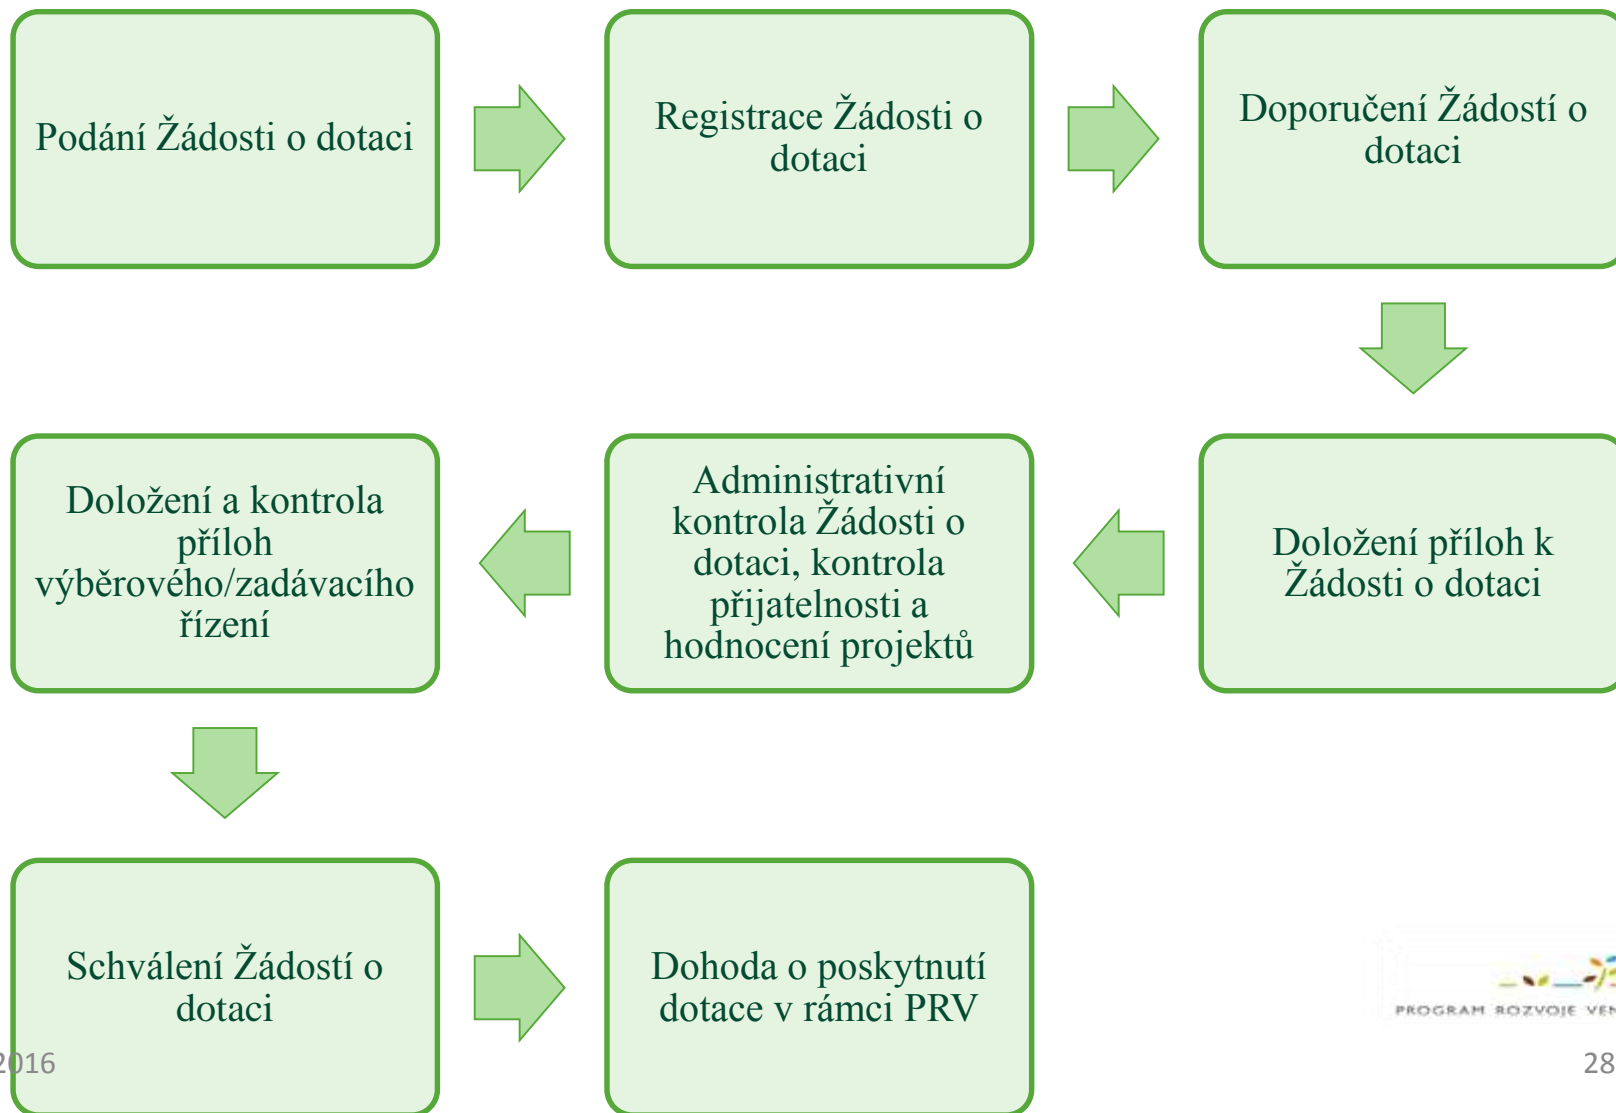 Podání Žádosti o dotaci
Registrace Žádosti o
dotaci
Doporučení Žádostí o
dotaci
Doložení příloh k
Žádosti o dotaci
Administrativní
kontrola Žádosti o
dotaci, kontrola
přijatelnosti a
hodnocení projektů
Doložení a kontrola
příloh
výběrového/zadávacího
řízení
Schválení Žádostí o
dotaci
Dohoda o poskytnutí
dotace v rámci PRV
PROGRAM ROZVOJE
2016
28